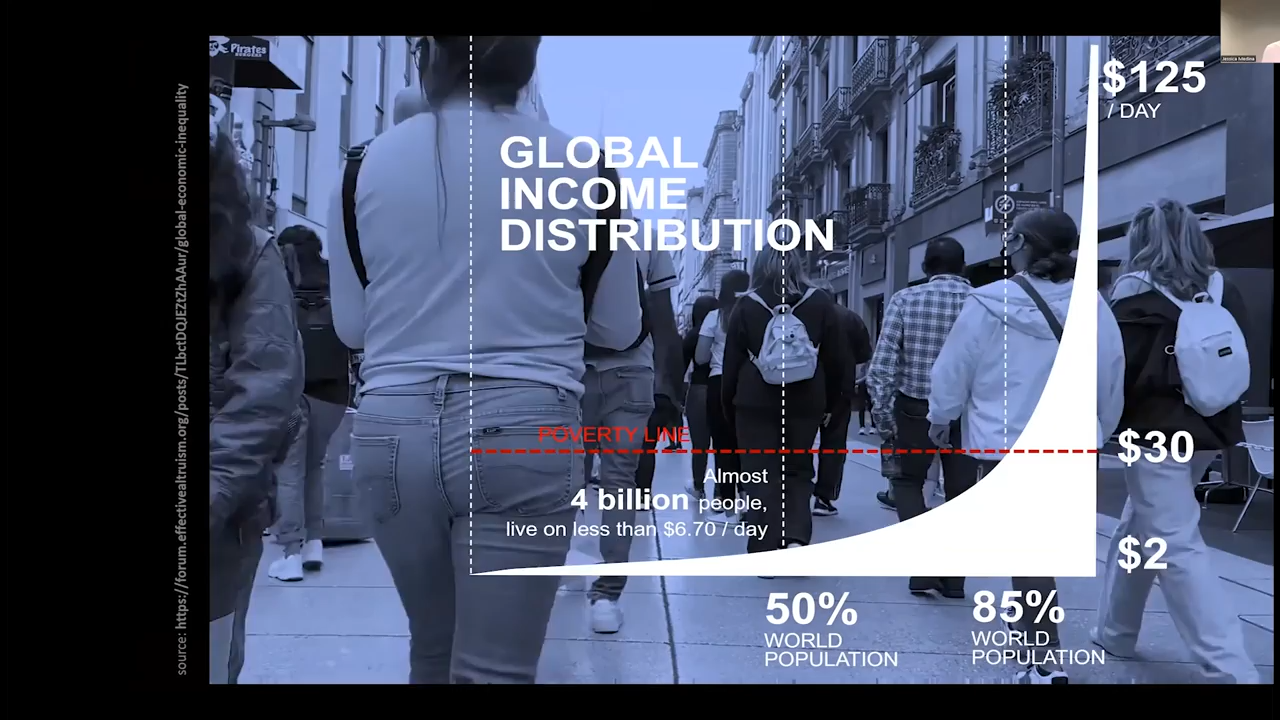 Pirates
source: https://forum.effectivealtruism.org/posts/TLbctDQJEZtZhAAur/global-economic-inequality
GLOBAL
INCOME
DISTRIBUTION
$125
/ DAY
POVERTY LINE
$30
Almost
4 billion people,
live on less than $6.70 / day
$2
50%
WORLD
POPULATION
85%
WORLD
POPULATION
Jessica Medina